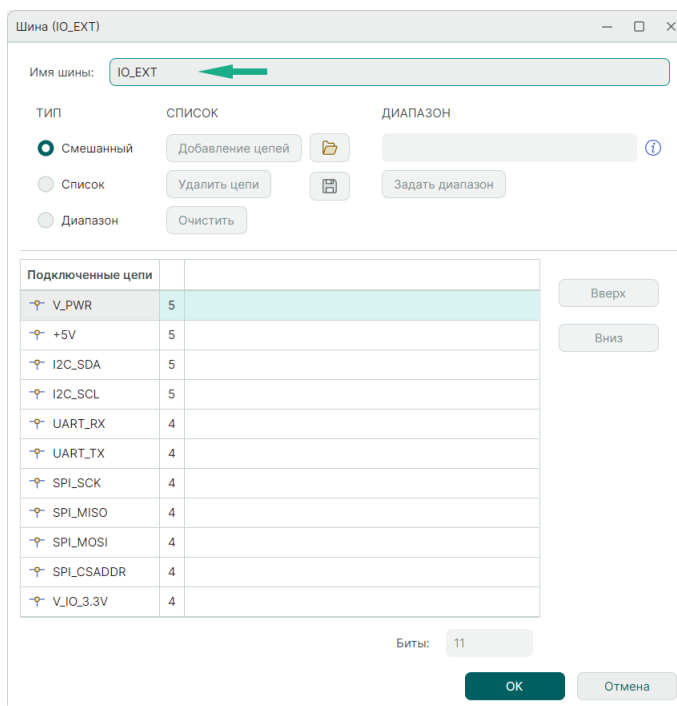 Шина (IO_EXT)
Имя шины: IO_EXT
ТИП СПИСОК ДИАПАЗОН
Смешанный Добавление цепей
Список Удалить цепи Задать диапазон
Диапазон Очистить
Подключенные цепи
V_PWR 5
+5V 5
I2C_SDA 5
I2C_SCL 5
UART_RX 4
UART_TX 4
SPI_SCK 4
SPI_MISO 4
SPI_MOSI 4
SPI_CSADDR 4
V_IO_3.3V 4
Вверх
Вниз
Биты: 11
ОК Отмена